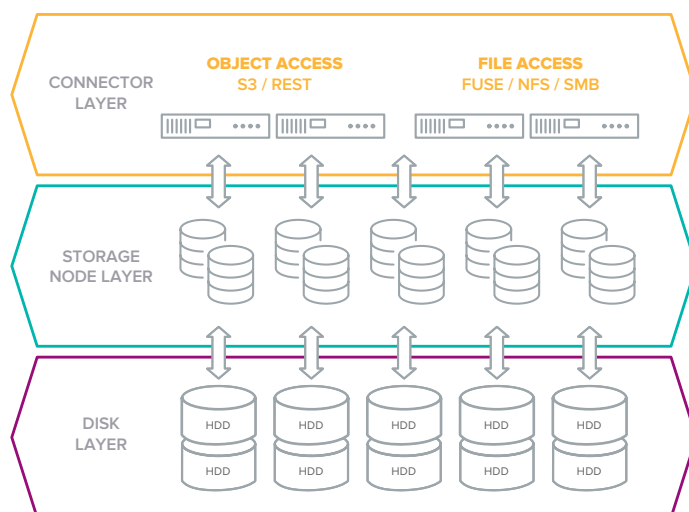 CONNECTOR
LAYER
OBJECT ACCESS
S3 / REST
FILE ACCESS
FUSE / NFS / SMB
STORAGE
NODE LAYER
DISK
LAYER
HDD HDD HDD HDD HDD
HDD HDD HDD HDD HDD